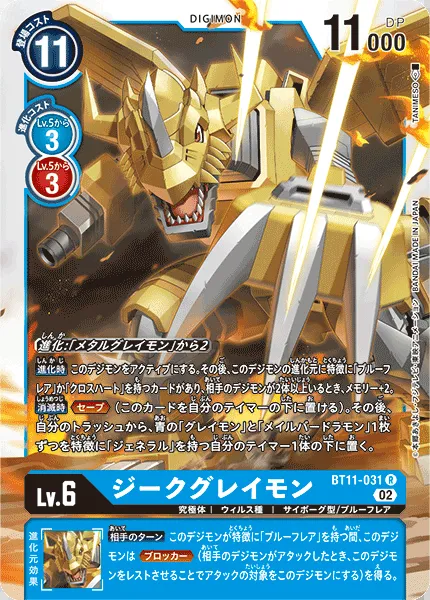 DIGIMON
登場コスト
11
DP
11000
進化コスト
Lv.5から
3
Lv.5から
3
TANIMESO
BANDAI MADE IN JAPAN
進化:「メタルグレイモン」から2
進化時 このデジモンをアクティブにする。その後、このデジモンの進化元に特徴に「ブルーフ
レア」か「クロスハート」を持つカードがあり、相手のデジモンが2体以上いるとき、メモリー+2。
消滅時 セーブ (このカードを自分のテイマーの下に置ける)。その後、
自分のトラッシュから、青の「グレイモン」と「メイルバードラモン」1枚
ずつを特徴に「ジェネラル」を持つ自分のテイマー1体の下に置く。
Lv.6
ジークグレイモン
BT11-031 R
02
究極体 | ウィルス種 | サイボーグ型/ブルーフレア
進化元効果
相手のターン このデジモンが特徴に「ブルーフレア」を持つ間、このデジ
モンは ブロッカー (相手のデジモンがアタックしたとき、このデジモ
ンをレストさせることでアタックの対象をこのデジモンにする)を得る。